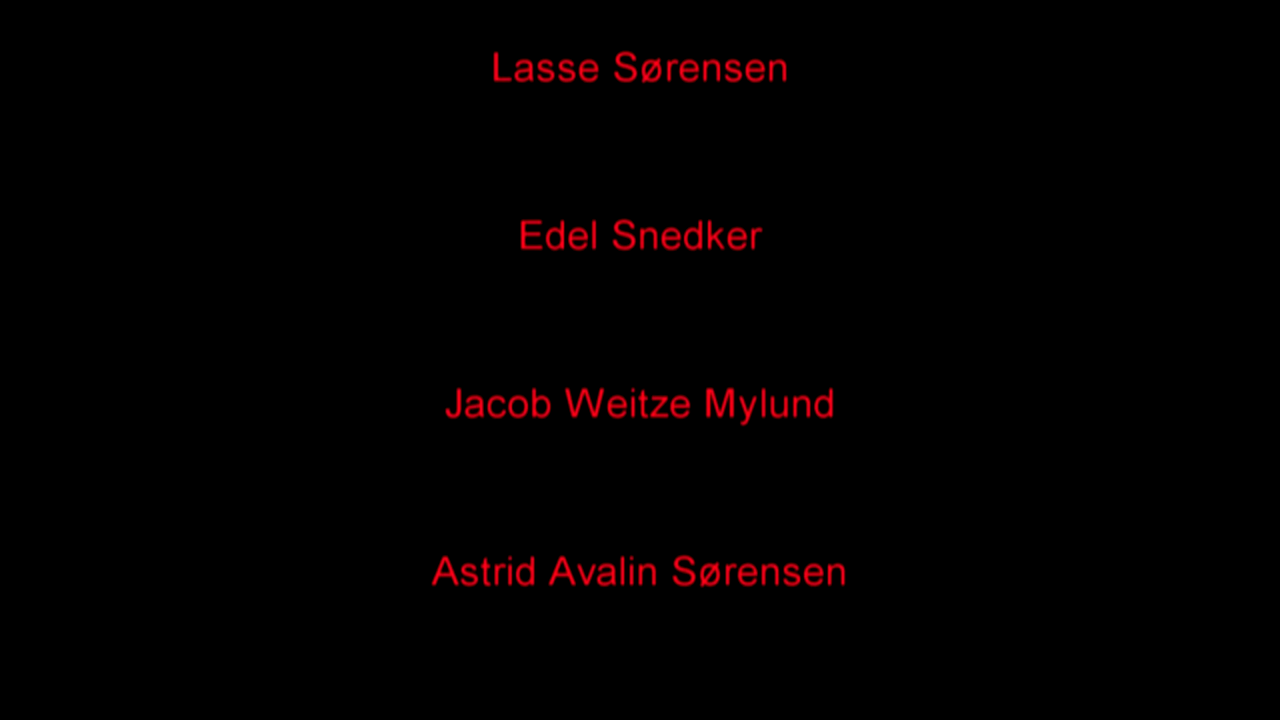 Lasse Sørensen
Edel Snedker
Jacob Weitze Mylund
Astrid Avalin Sørensen